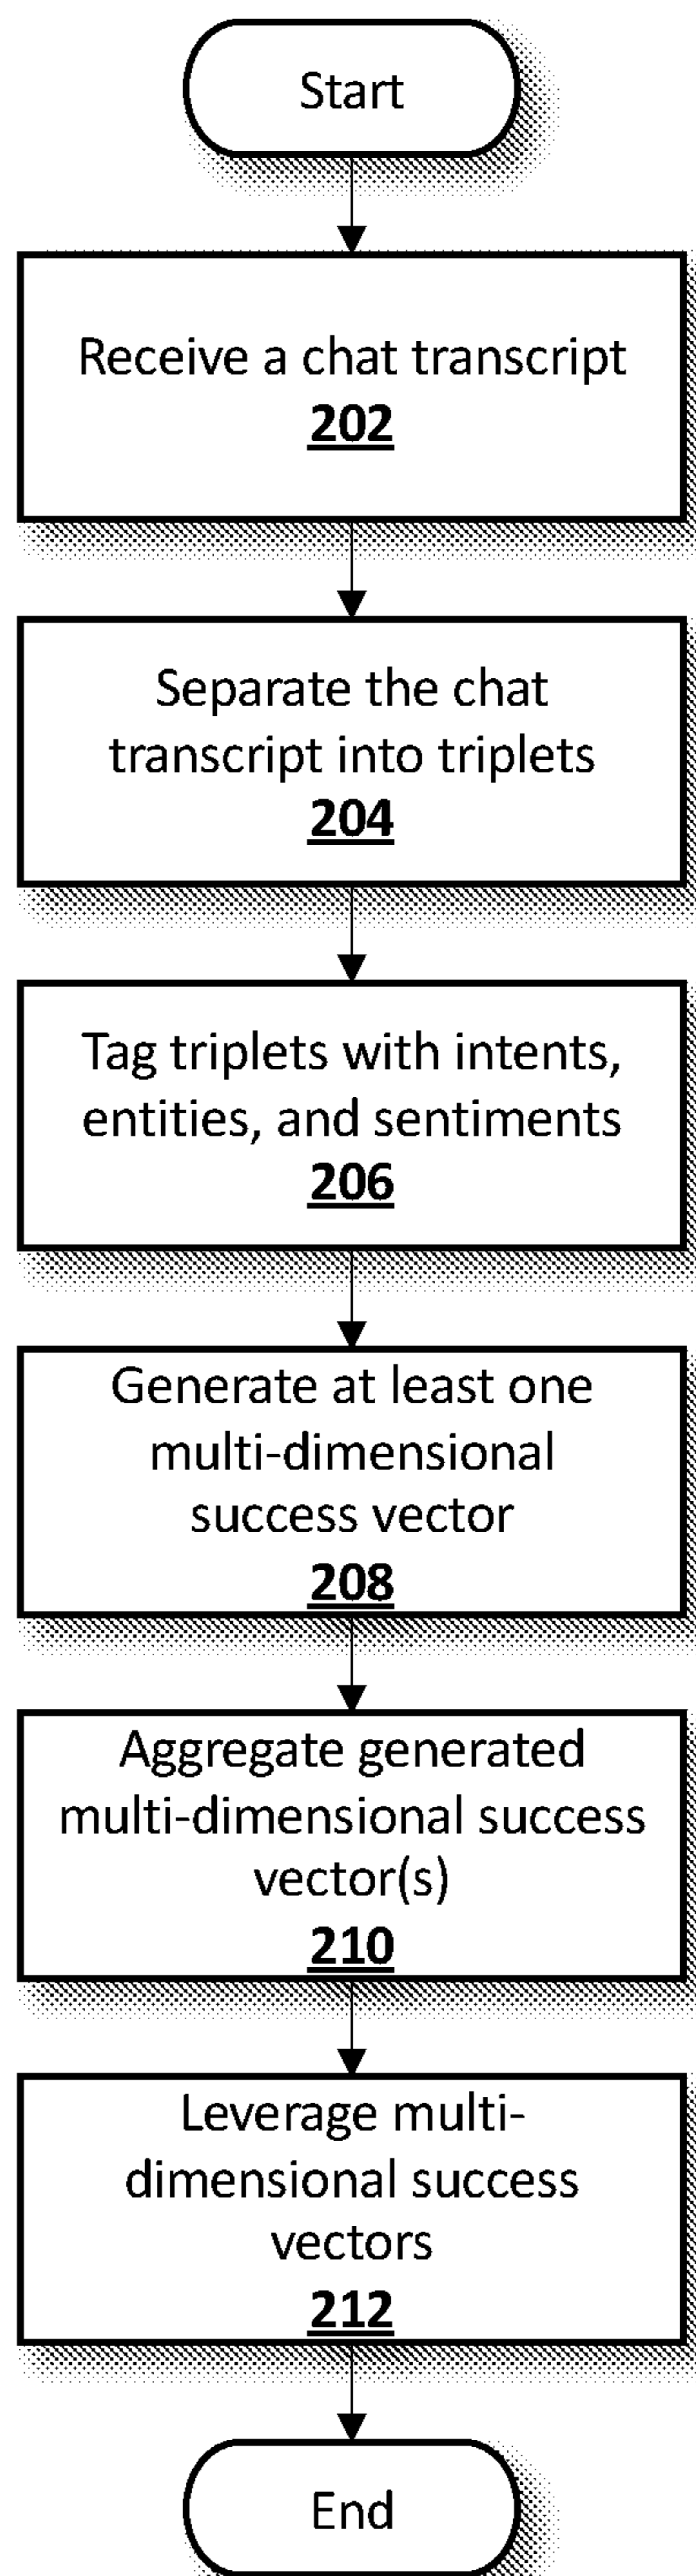 Start
Receive a chat transcript
202
Separate the chat
transcript into triplets
204
Tag triplets with intents,
entities, and sentiments
206
Generate at least one
multi-dimensional
success vector
208
Aggregate generated
multi-dimensional success
vector(s)
210
Leverage multi-
dimensional success
vectors
212
End